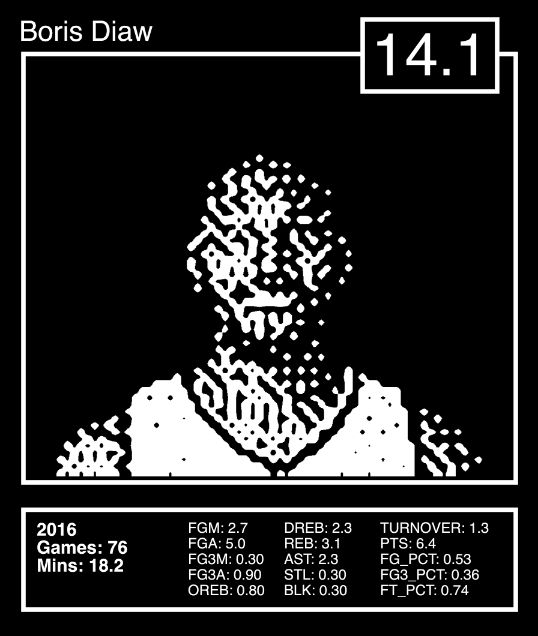 Boris Diaw
14.1
2016
Games: 76
Mins: 18.2
FGM: 2.7
FGA: 5.0
FG3M: 0.30
FG3A: 0.90
OREB: 0.80
DREB: 2.3
REB: 3.1
AST: 2.3
STL: 0.30
BLK: 0.30
TURNOVER: 1.3
PTS: 6.4
FG_PCT: 0.53
FG3_PCT: 0.36
FT_PCT: 0.74